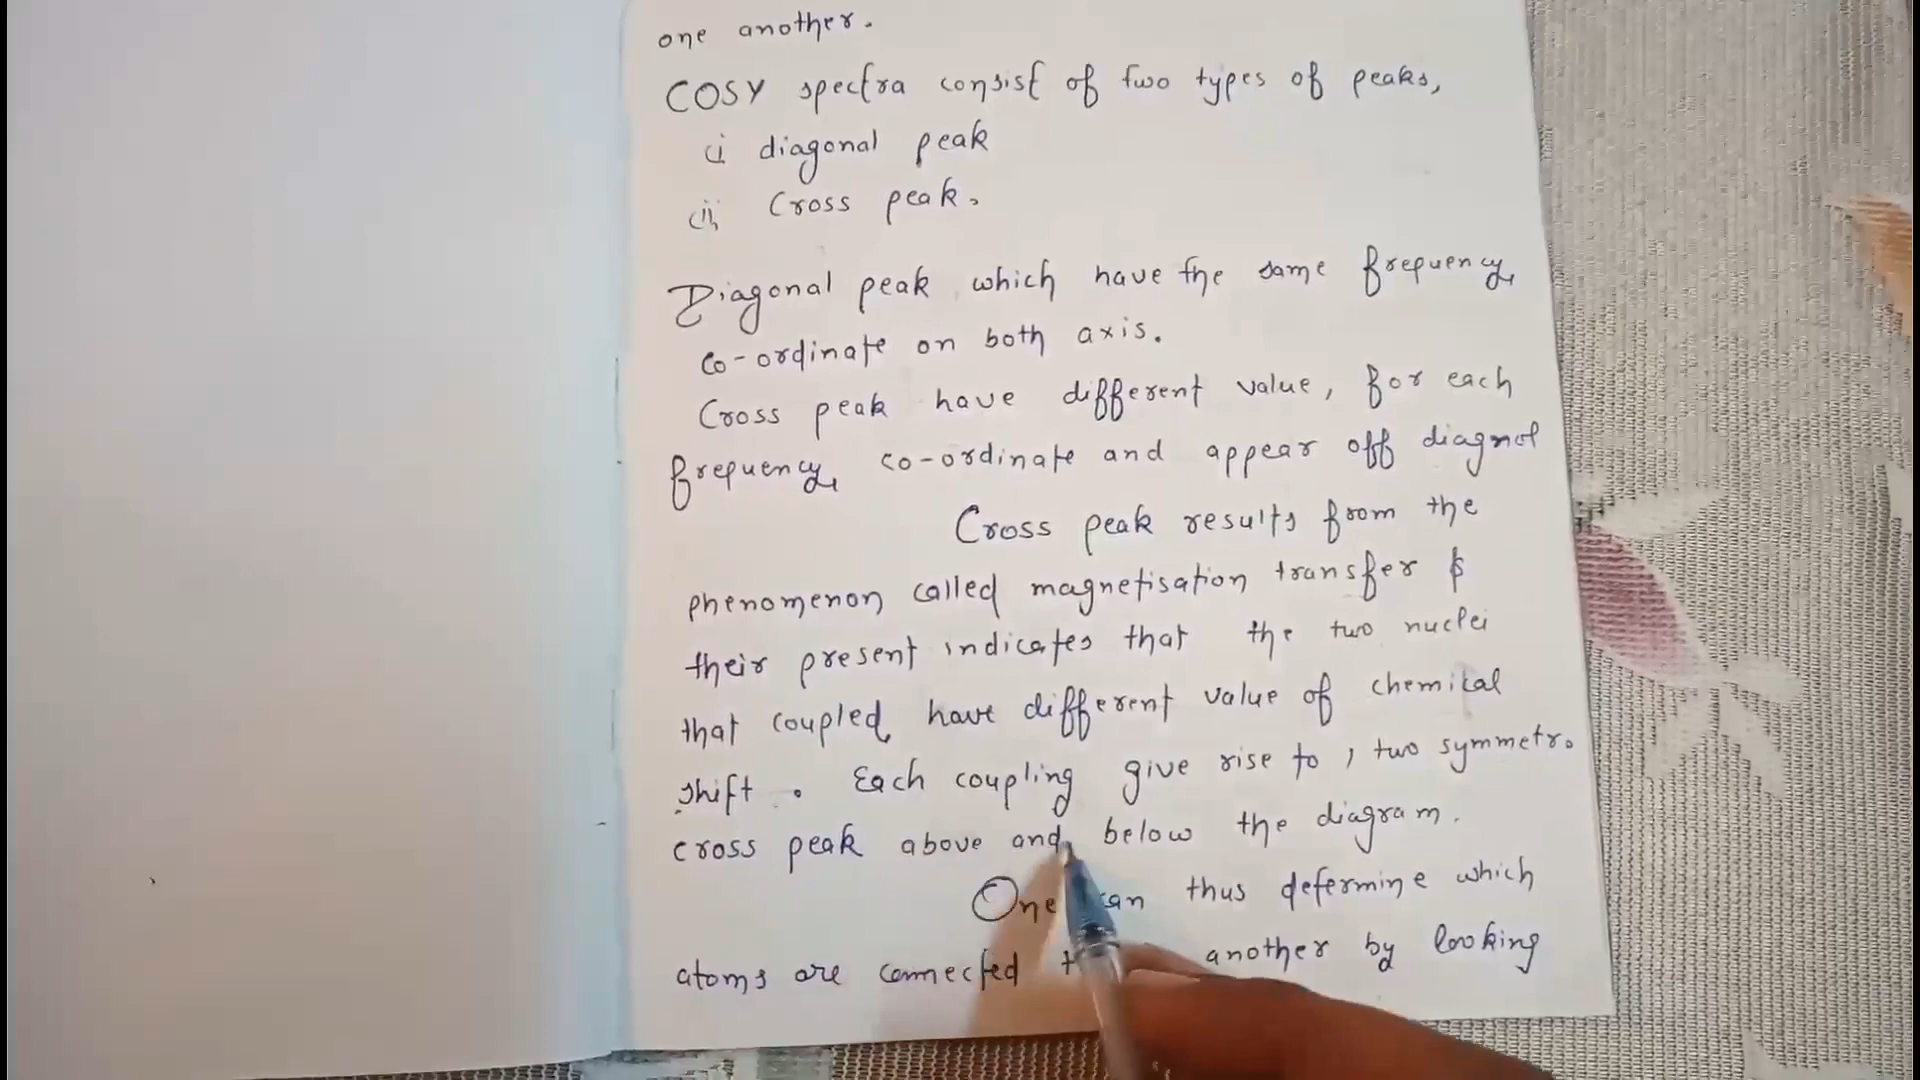 one another.
COSY spectra consist of two types of peaks,
(i) diagonal peak
(ii) Cross peak.
Diagonal peak which have the same frequency
co-ordinate on both axis.
Cross peak have different value, for each
frequency co-ordinate and appear off diagnol
Cross peak results from the
phenomenon called magnetisation transfer &
their present indicates that the two nuclei
that coupled have different value of chemical
shift. Each coupling give rise to, two symmetr.
cross peak above and below the diagram.
One can thus determine which
atoms are connected another by looking